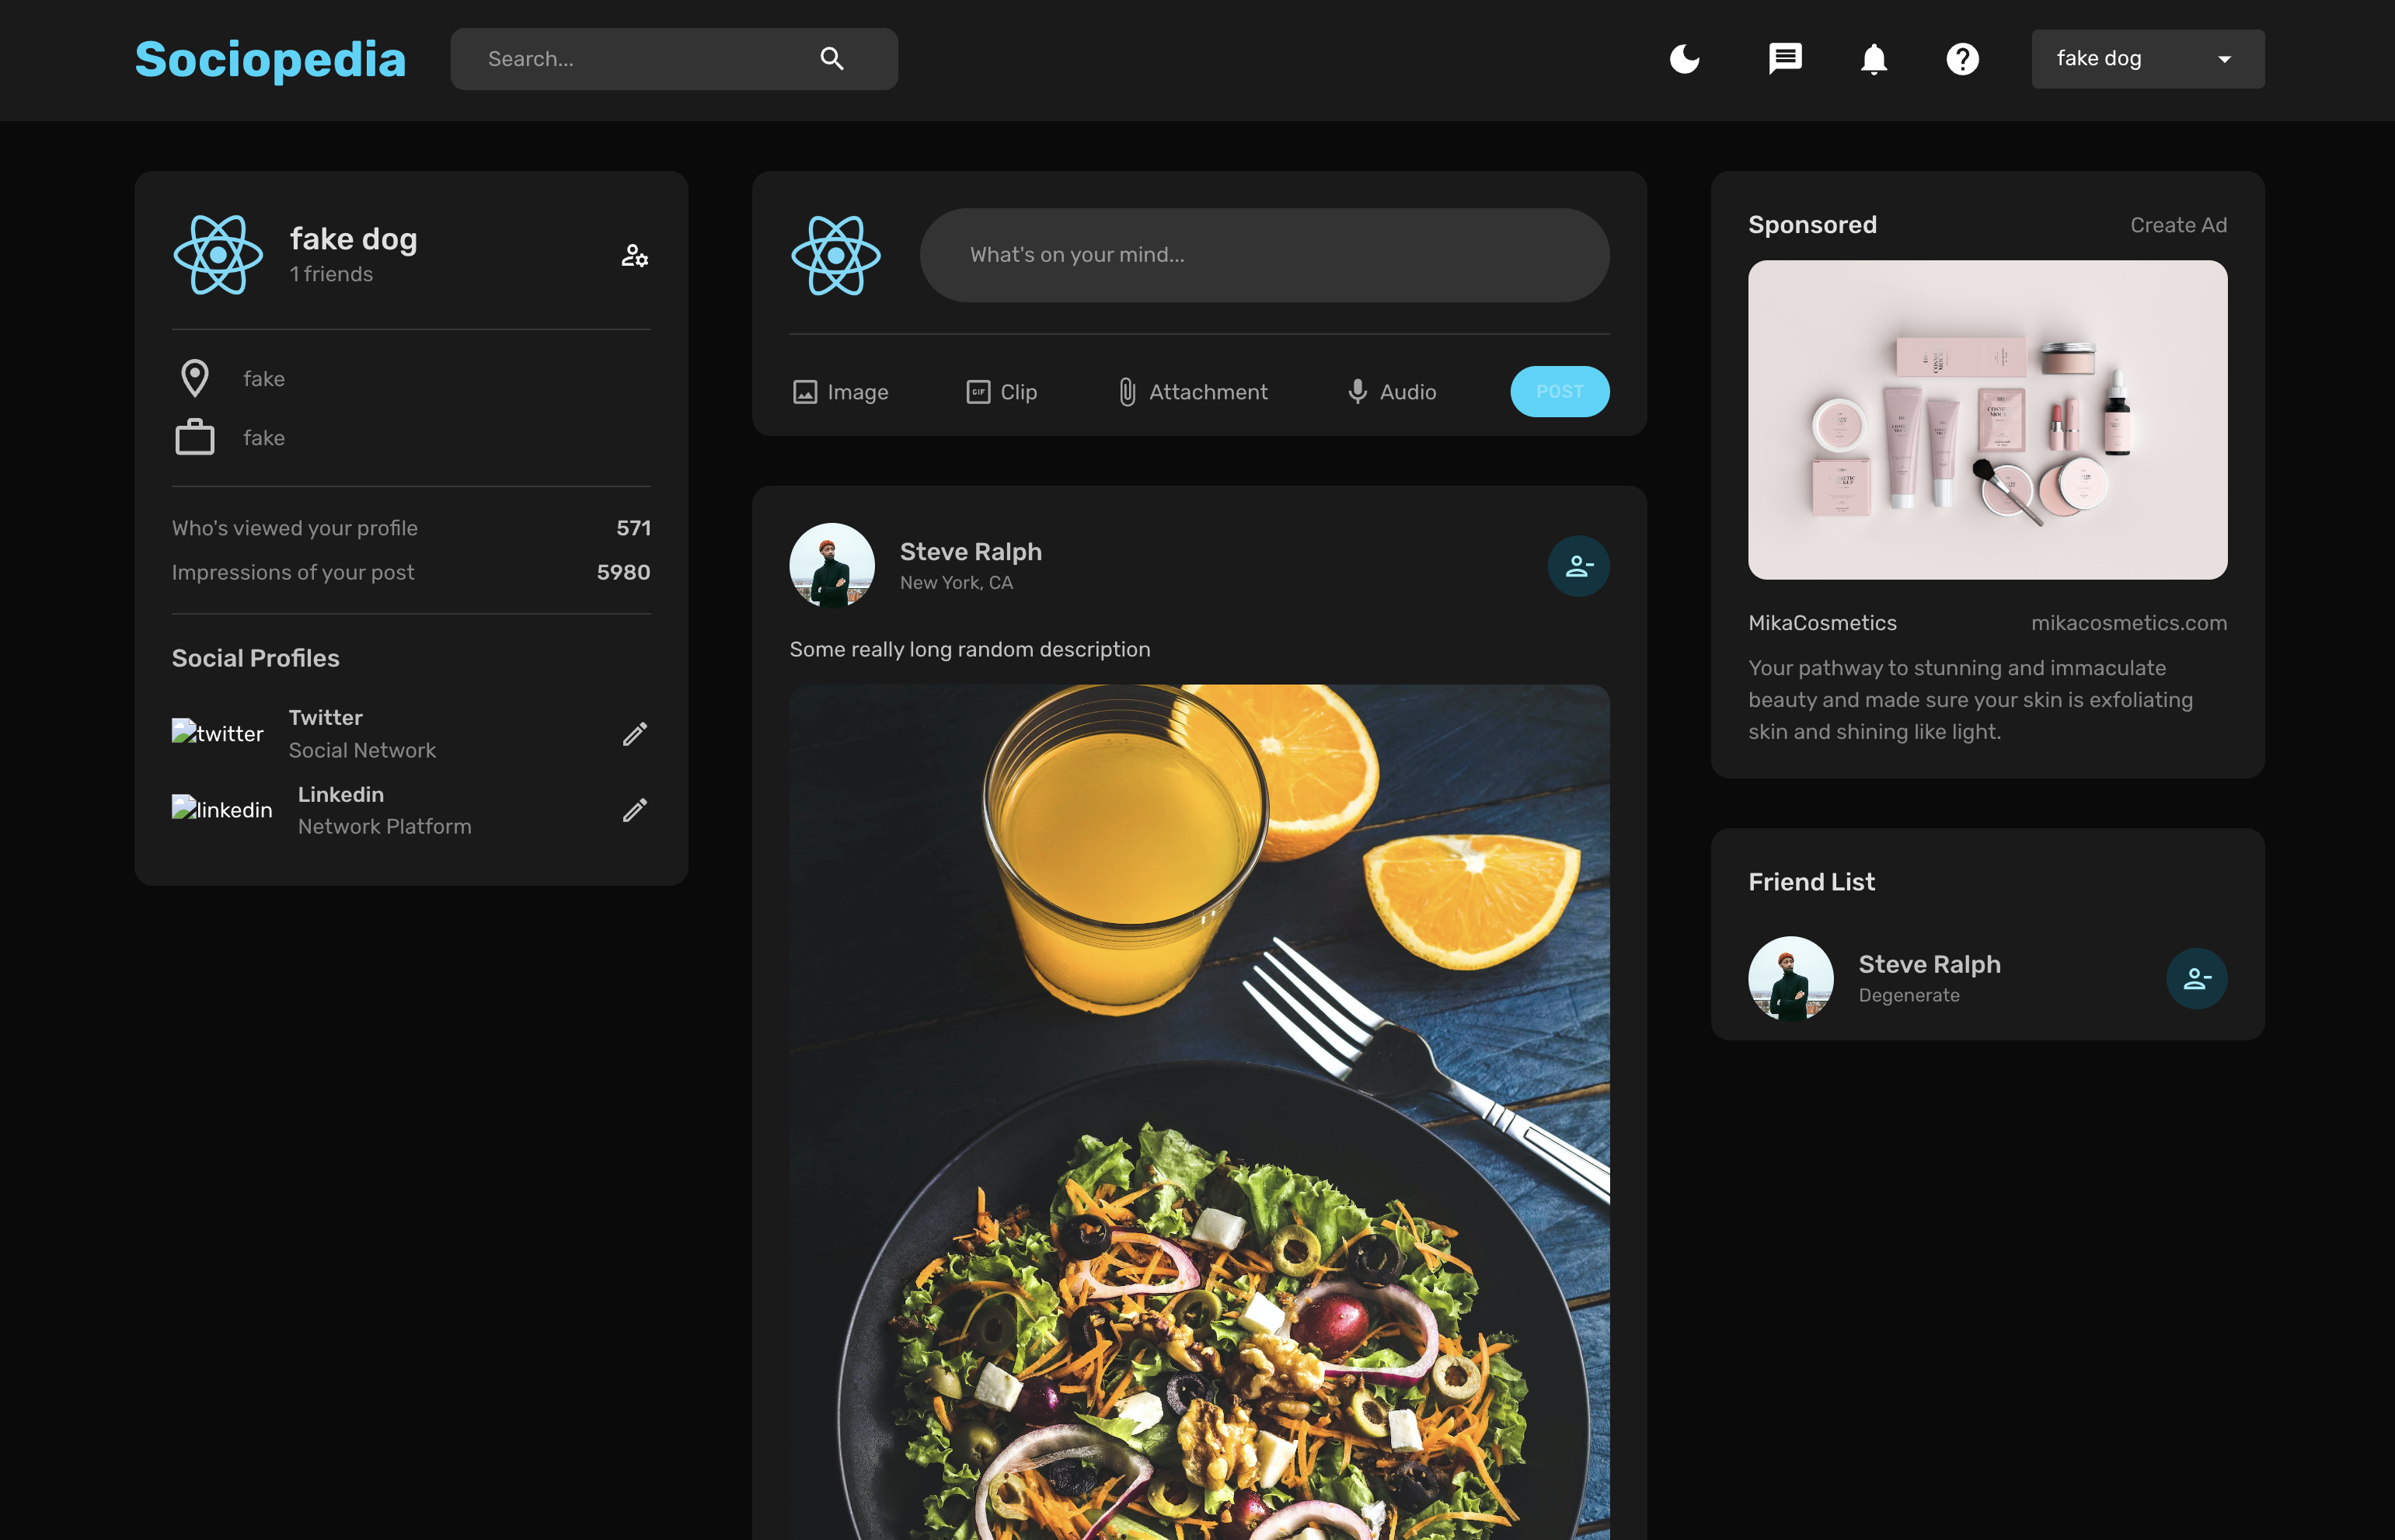 Sociopedia
Search...
fake dog
fake dog
1 friends
fake
fake
Who's viewed your profile 571
Impressions of your post 5980
Social Profiles
twitter
Twitter
Social Network
linkedin
Linkedin
Network Platform
What's on your mind...
Image
GIF
Clip
Attachment
Audio
POST
Steve Ralph
New York, CA
Some really long random description
Sponsored
Create Ad
MikaCosmetics
mikacosmetics.com
Your pathway to stunning and immaculate
beauty and made sure your skin is exfoliating
skin and shining like light.
Friend List
Steve Ralph
Degenerate